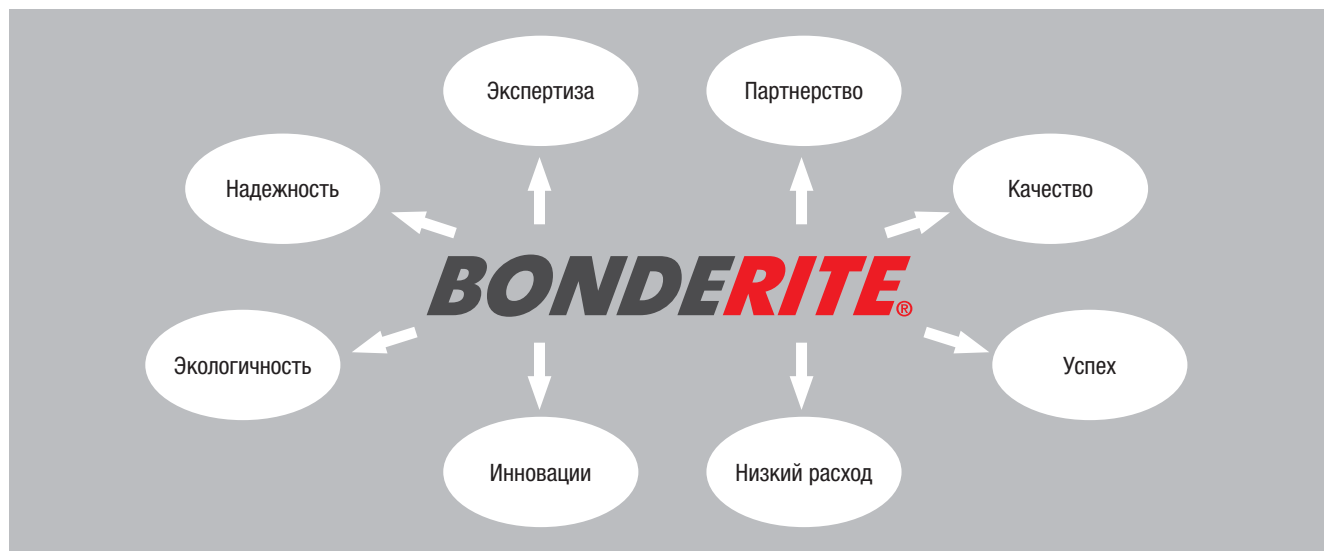 Экспертиза
Партнерство
Надежность
Качество
BONDERITE®
Экологичность
Успех
Инновации
Низкий расход